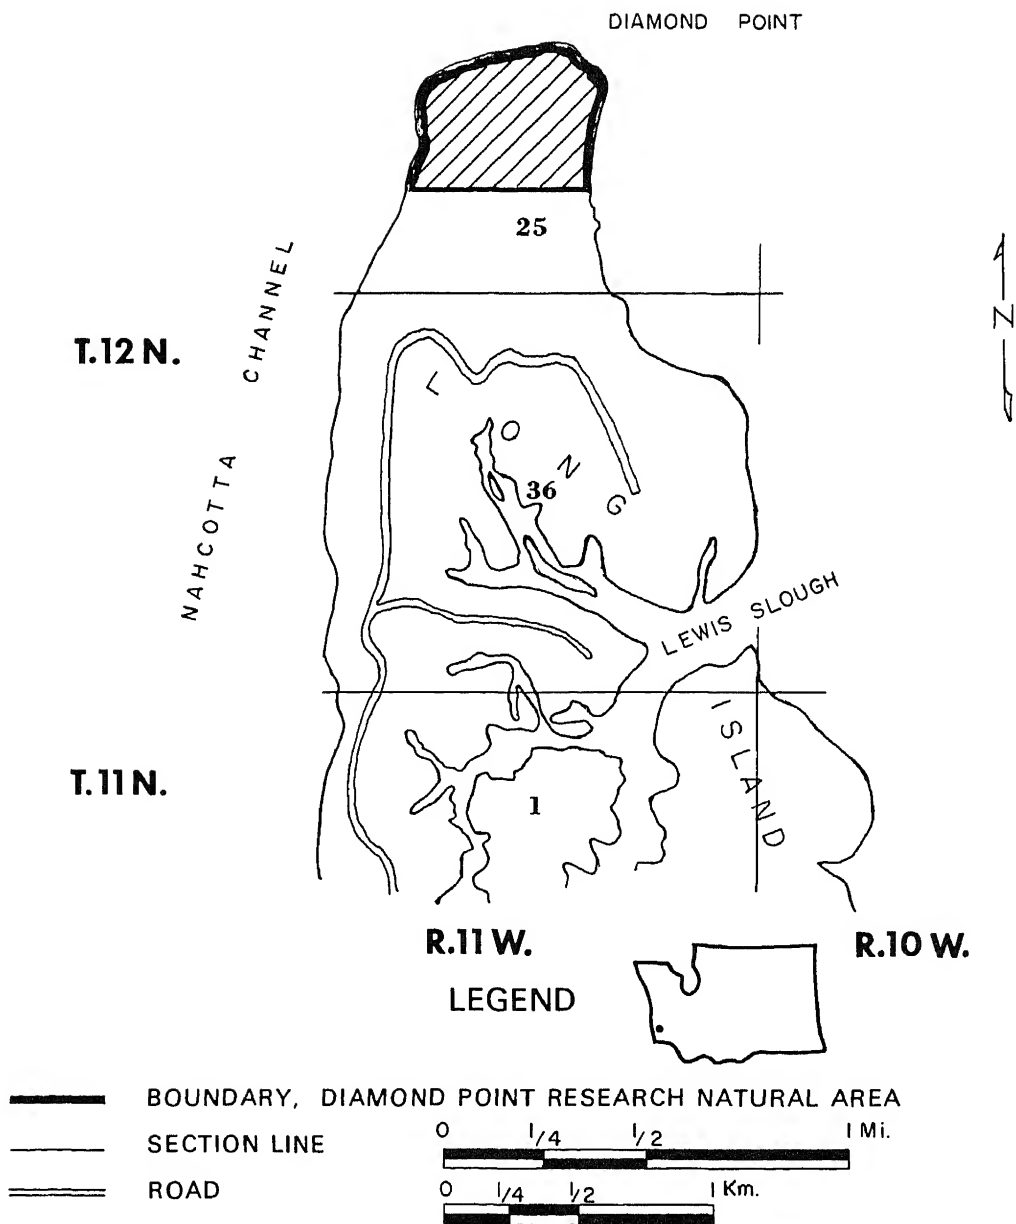 DIAMOND POINT
25
T.12 N.
NAHCOTTA CHANNEL
N
LONG
36
LEWIS SLOUGH
ISLAND
T.11 N.
1
R.11 W.
R.10 W.
LEGEND
BOUNDARY, DIAMOND POINT RESEARCH NATURAL AREA
SECTION LINE
0 1/4 1/2 1 Mi.
ROAD
0 1/4 1/2 1 Km.